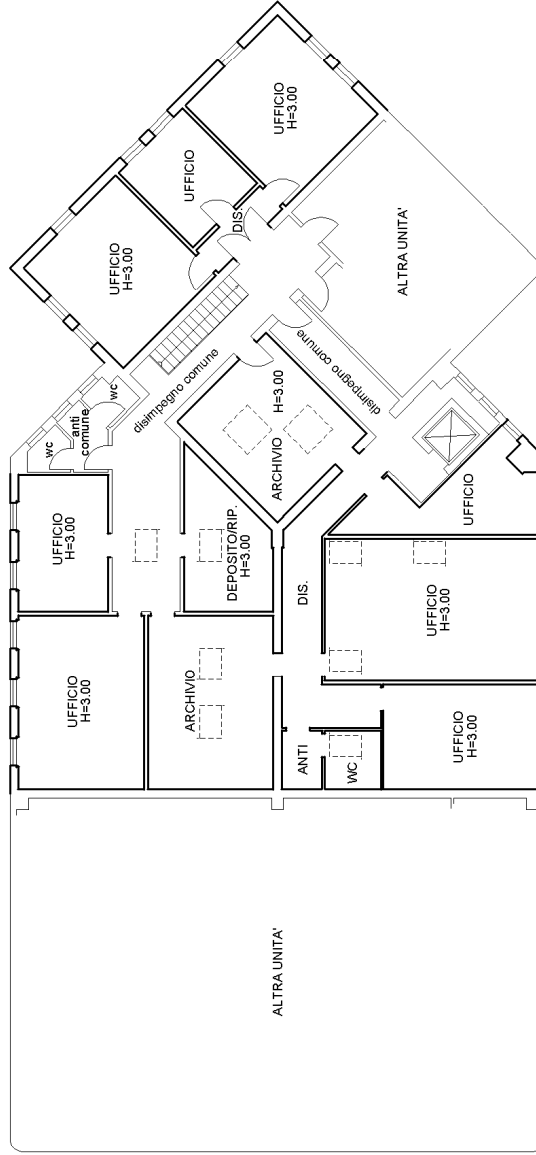 UFFICIO
H=3.00
UFFICIO
DIS.
UFFICIO
H=3.00
ALTRA UNITA'
disimpegno comune
disimpegno comune
wc
anti
comune
wc
ARCHIVIO
H=3.00
UFFICIO
H=3.00
DEPOSITO/RIP.
H=3.00
DIS.
UFFICIO
UFFICIO
H=3.00
UFFICIO
H=3.00
ARCHIVIO
ANTI
WC
UFFICIO
H=3.00
ALTRA UNITA'